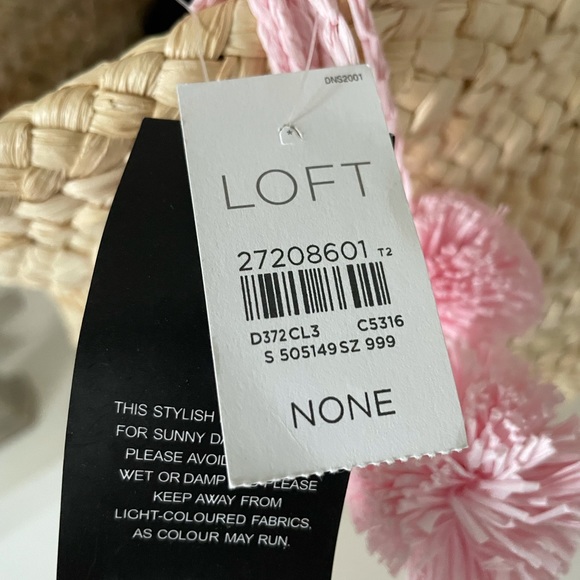 DNS2001
LOFT
27208601 T2
D372 CL3 C5316
S 505149 SZ 999
NONE
THIS STYLISH
FOR SUNNY
PLEASE AVOID
WET OR DAMP PLEASE
KEEP AWAY FROM
LIGHT-COLOURED FABRICS,
AS COLOUR MAY RUN.